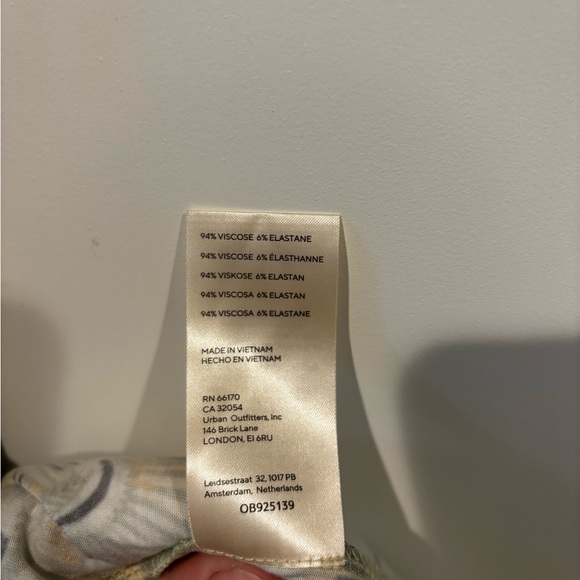 94% VISCOSE 6% ELASTANE
94% VISCOSE 6% ÉLASTHANNE
94% VISKOSE 6% ELASTAN
94% VISCOSA 6% ELASTAN
94% VISCOSA 6% ELASTANE
MADE IN VIETNAM
HECHO EN VIETNAM
RN 66170
CA 32054
Urban Outfitters, Inc
146 Brick Lane
LONDON, E1 6RU
Leidsestraat 32, 1017 PB
Amsterdam, Netherlands
OB925139